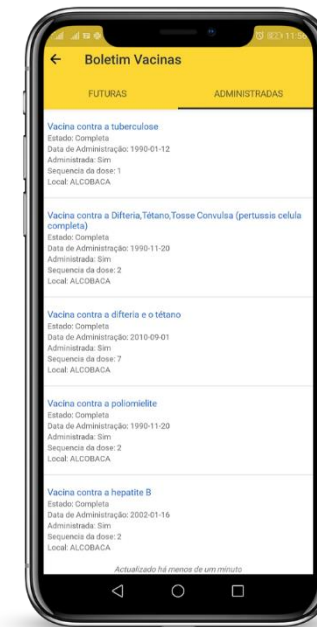 11:56
Boletim Vacinas
FUTURAS
ADMINISTRADAS
Vacina contra a tuberculose
Estado: Completa
Data de Administração: 1990-01-12
Administrada: Sim
Sequencia da dose: 1
Local: ALCOBACA
Vacina contra a Difteria,Tétano,Tosse Convulsa (pertussis celula
completa)
Estado: Completa
Data de Administração: 1990-11-20
Administrada: Sim
Sequencia da dose: 2
Local: ALCOBACA
Vacina contra a difteria e o tétano
Estado: Completa
Data de Administração: 2010-09-01
Administrada: Sim
Sequencia da dose: 7
Local: ALCOBACA
Vacina contra a poliomielite
Estado: Completa
Data de Administração: 1990-11-20
Administrada: Sim
Sequencia da dose: 2
Local: ALCOBACA
Vacina contra a hepatite B
Estado: Completa
Data de Administração: 2002-01-16
Administrada: Sim
Sequencia da dose: 2
Local: ALCOBACA
Actualizado há menos de um minuto